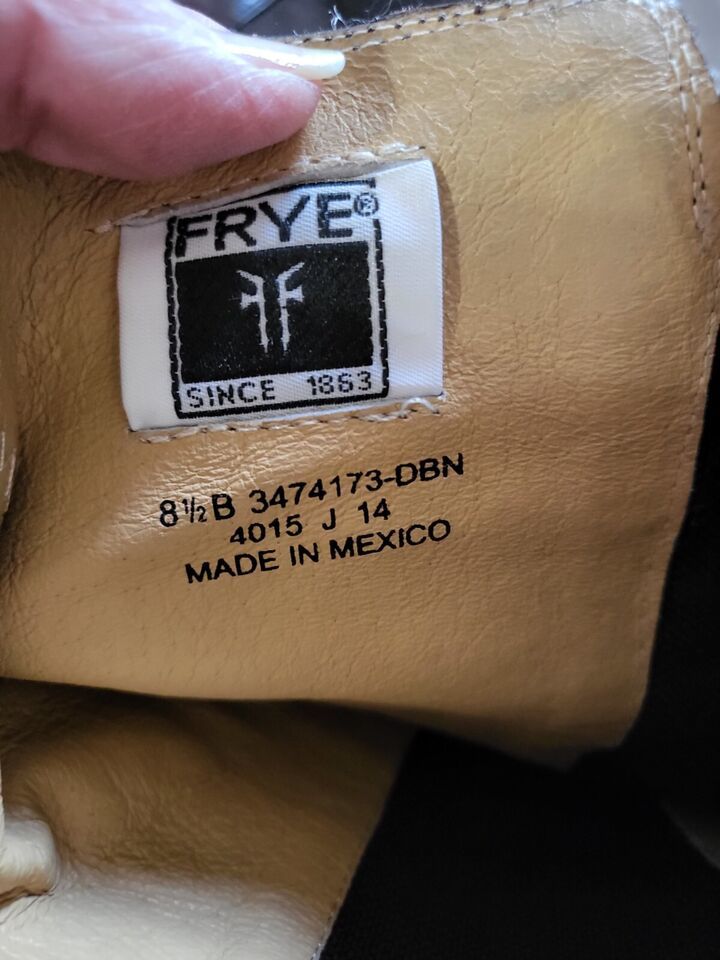 FRYE®
SINCE 1863
8½B 3474173-DBN
4015 J 14
MADE IN MEXICO